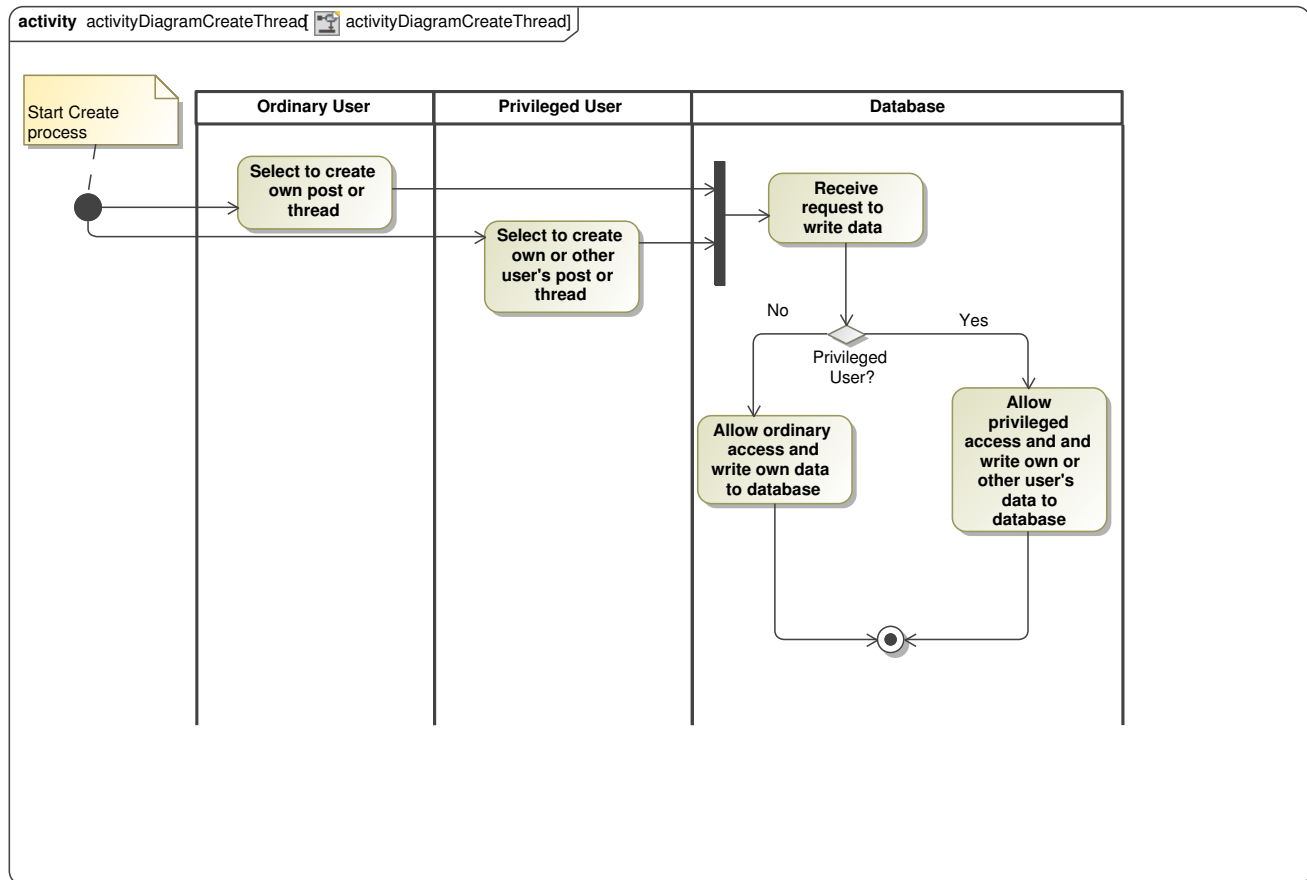 activity activityDiagramCreateThread[ activityDiagramCreateThread]
Start Create
process
Ordinary User
Privileged User
Database
Select to create
own post or
thread
Select to create
own or other
user's post or
thread
Receive
request to
write data
No
Yes
Privileged
User?
Allow ordinary
access and
write own data
to database
Allow
privileged
access and and
write own or
other user's
data to
database